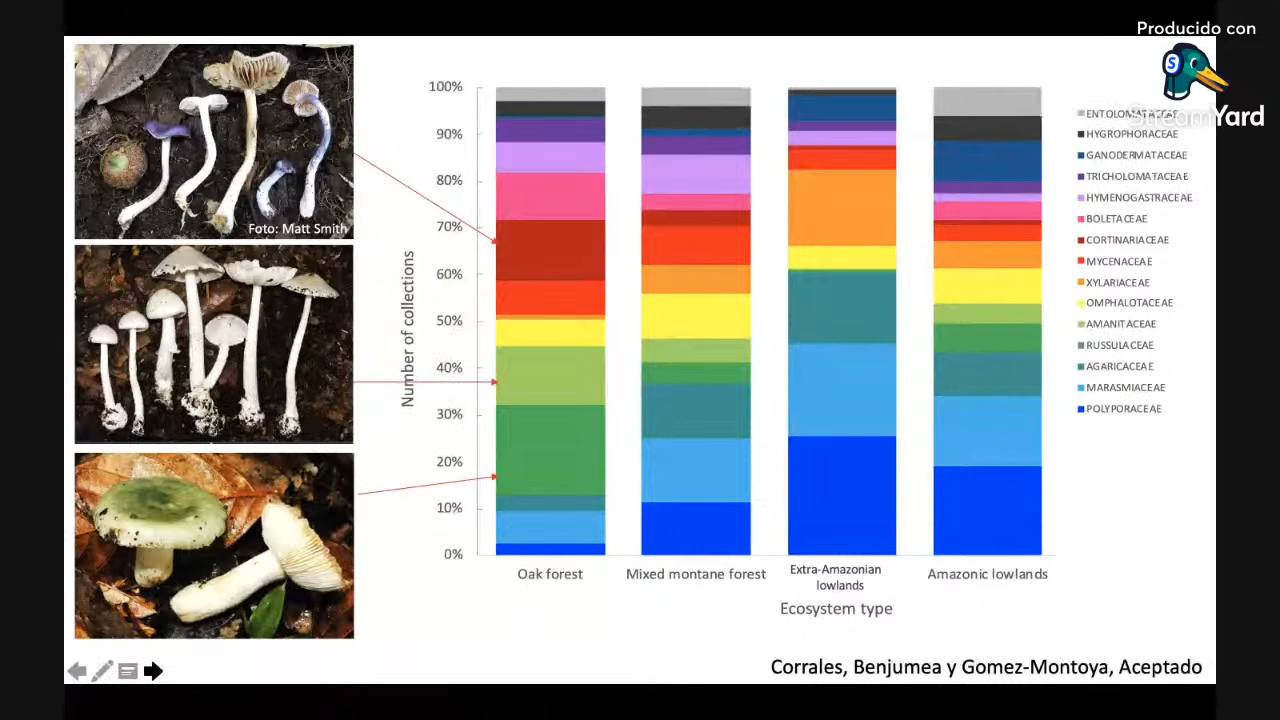 Producido con
StreamYard
Foto: Matt Smith
100%
90%
80%
70%
60%
50%
40%
30%
20%
10%
0%
Number of collections
Oak forest
Mixed montane forest
Extra-Amazonian
lowlands
Amazonic lowlands
Ecosystem type
ENTOLOMATACEAE
HYGROPHORACEAE
GANODERMATACEAE
TRICHOLOMATACEAE
HYMENOGASTRACEAE
BOLETACEAE
CORTINARIACEAE
MYCENACEAE
XYLARIACEAE
OMPHALOTACEAE
AMANITACEAE
RUSSULACEAE
AGARICACEAE
MARASMIACEAE
POLYPORACEAE
Corrales, Benjumea y Gomez-Montoya, Aceptado